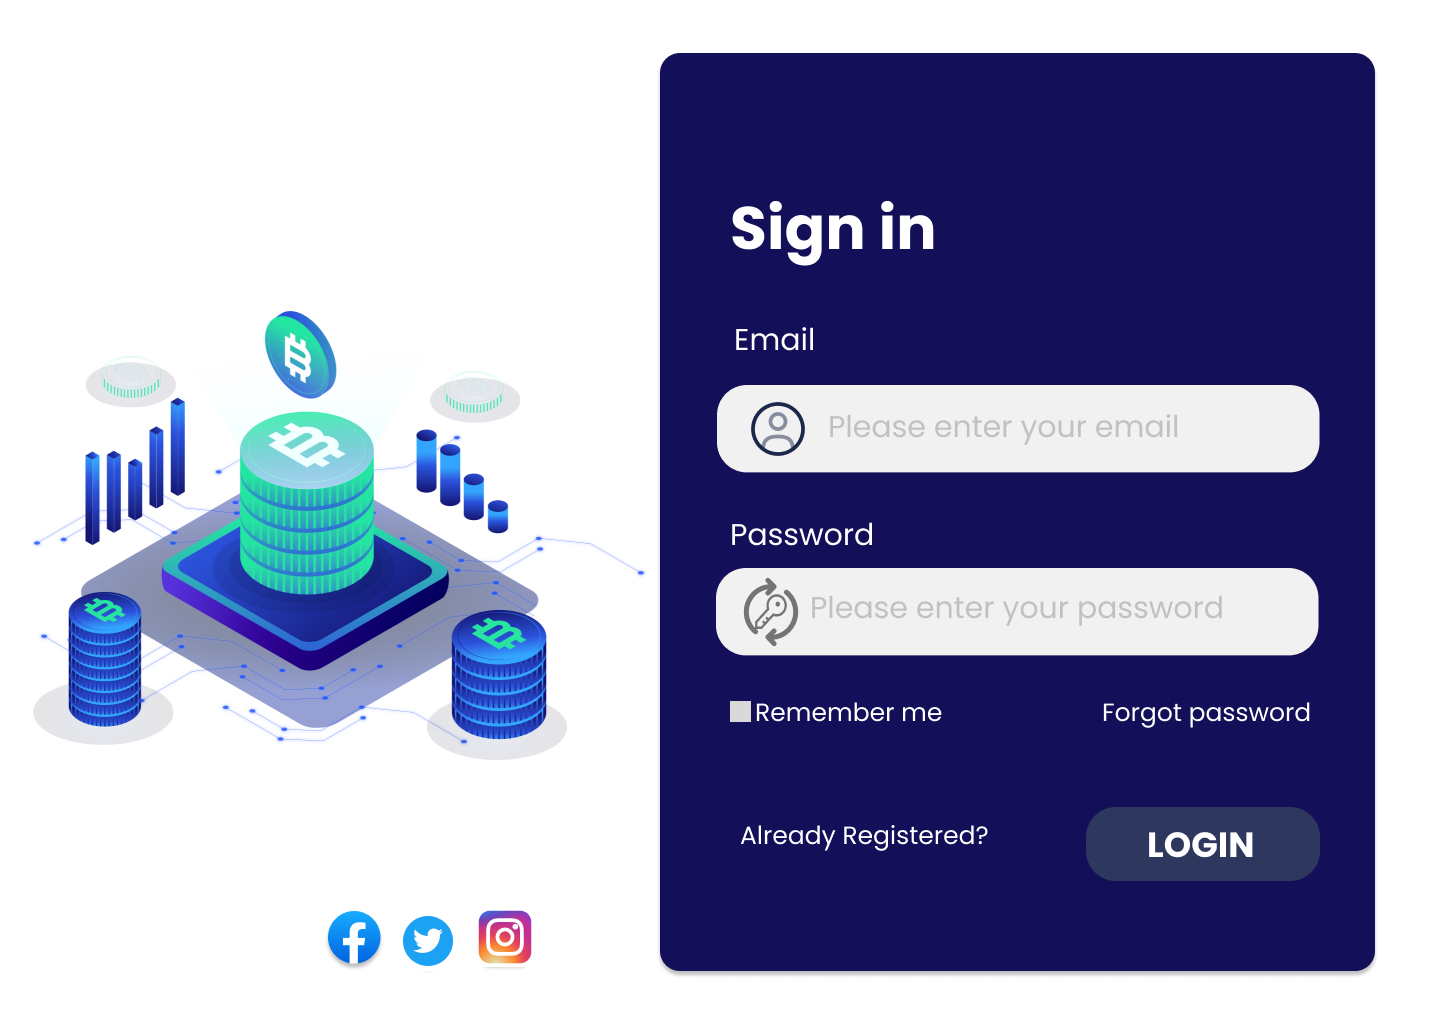 Sign in
Email
Please enter your email
Password
Please enter your password
Remember me
Forgot password
Already Registered?
LOGIN